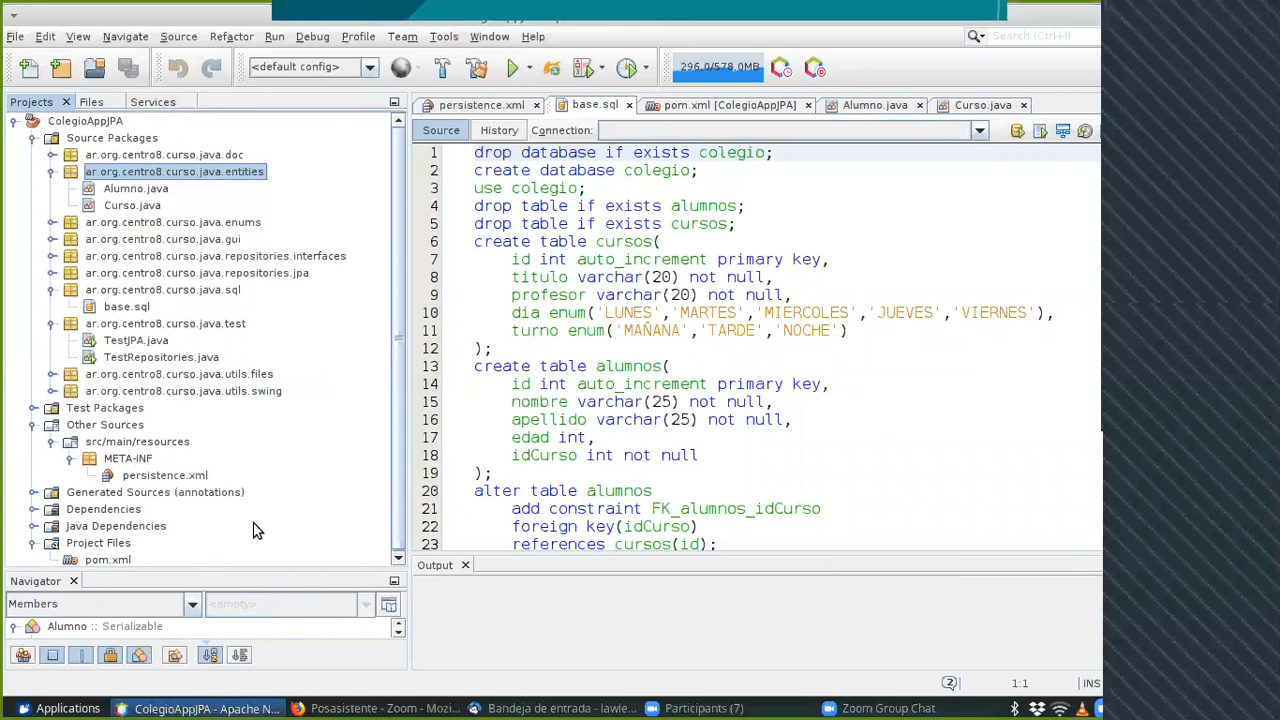 File Edit View Navigate Source Refactor Run Debug Profile Team Tools Window Help
Search (Ctrl+I)
<default config>
296,0/578,0MB
Projects Files Services
persistence.xml base.sql pom.xml [ColegioAppJPA] Alumno.java Curso.java
Source History Connection:
ColegioAppJPA
Source Packages
ar.org.centro8.curso.java.doc
ar.org.centro8.curso.java.entities
Alumno.java
Curso.java
ar.org.centro8.curso.java.enums
ar.org.centro8.curso.java.gui
ar.org.centro8.curso.java.repositories.interfaces
ar.org.centro8.curso.java.repositories.jpa
ar.org.centro8.curso.java.sql
base.sql
ar.org.centro8.curso.java.test
TestJPA.java
TestRepositories.java
ar.org.centro8.curso.java.utils.files
ar.org.centro8.curso.java.utils.swing
Test Packages
Other Sources
src/main/resources
META-INF
persistence.xml
Generated Sources (annotations)
Dependencies
Java Dependencies
Project Files
pom.xml
1 drop database if exists colegio;
2 create database colegio;
3 use colegio;
4 drop table if exists alumnos;
5 drop table if exists cursos;
6 create table cursos(
7 id int auto_increment primary key,
8 titulo varchar(20) not null,
9 profesor varchar(20) not null,
10 dia enum('LUNES','MARTES','MIERCOLES','JUEVES','VIERNES'),
11 turno enum('MAÑANA','TARDE','NOCHE')
12 );
13 create table alumnos(
14 id int auto_increment primary key,
15 nombre varchar(25) not null,
16 apellido varchar(25) not null,
17 edad int,
18 idCurso int not null
19 );
20 alter table alumnos
21 add constraint FK_alumnos_idCurso
22 foreign key(idCurso)
23 references cursos(id);
Navigator
Members <empty>
Alumno :: Serializable
Output
2 1:1 INS
Applications ColegioAppJPA - Apache N... Posasistente - Zoom - Mozil... Bandeja de entrada - lawle... Participants (7) Zoom Group Chat